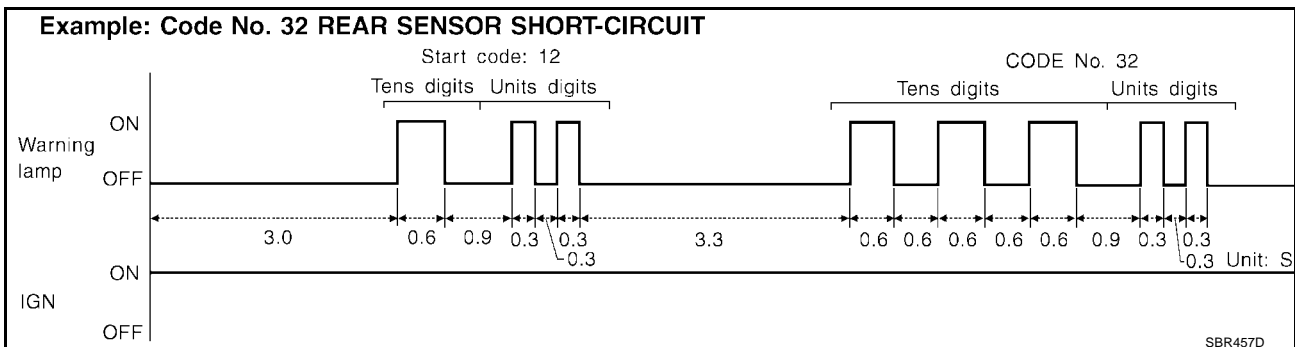 Example: Code No. 32 REAR SENSOR SHORT-CIRCUIT
Start code: 12
CODE No. 32
Tens digits Units digits
Tens digits Units digits
ON
Warning
lamp
OFF
3.0 0.6 0.9 0.3 0.3 3.3 0.6 0.6 0.6 0.6 0.6 0.9 0.3 0.3
0.3 0.3 Unit: S
ON
IGN
OFF
SBR457D